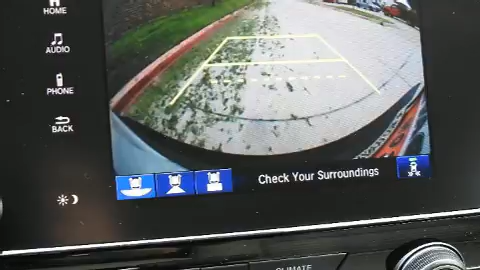 HOME
AUDIO
PHONE
BACK
Check Your Surroundings
CLIMATE